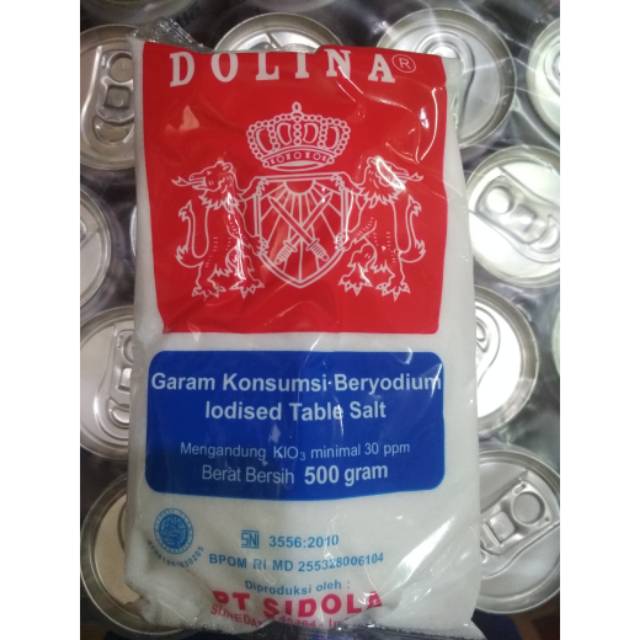 DOLINA®
Garam Konsumsi·Beryodium
Iodised Table Salt
Mengandung KIO₃ minimal 30 ppm
Berat Bersih 500 gram
SNI 3556:2010
BPOM RI MD 255328006104
Diproduksi oleh :
PT SIDOLA